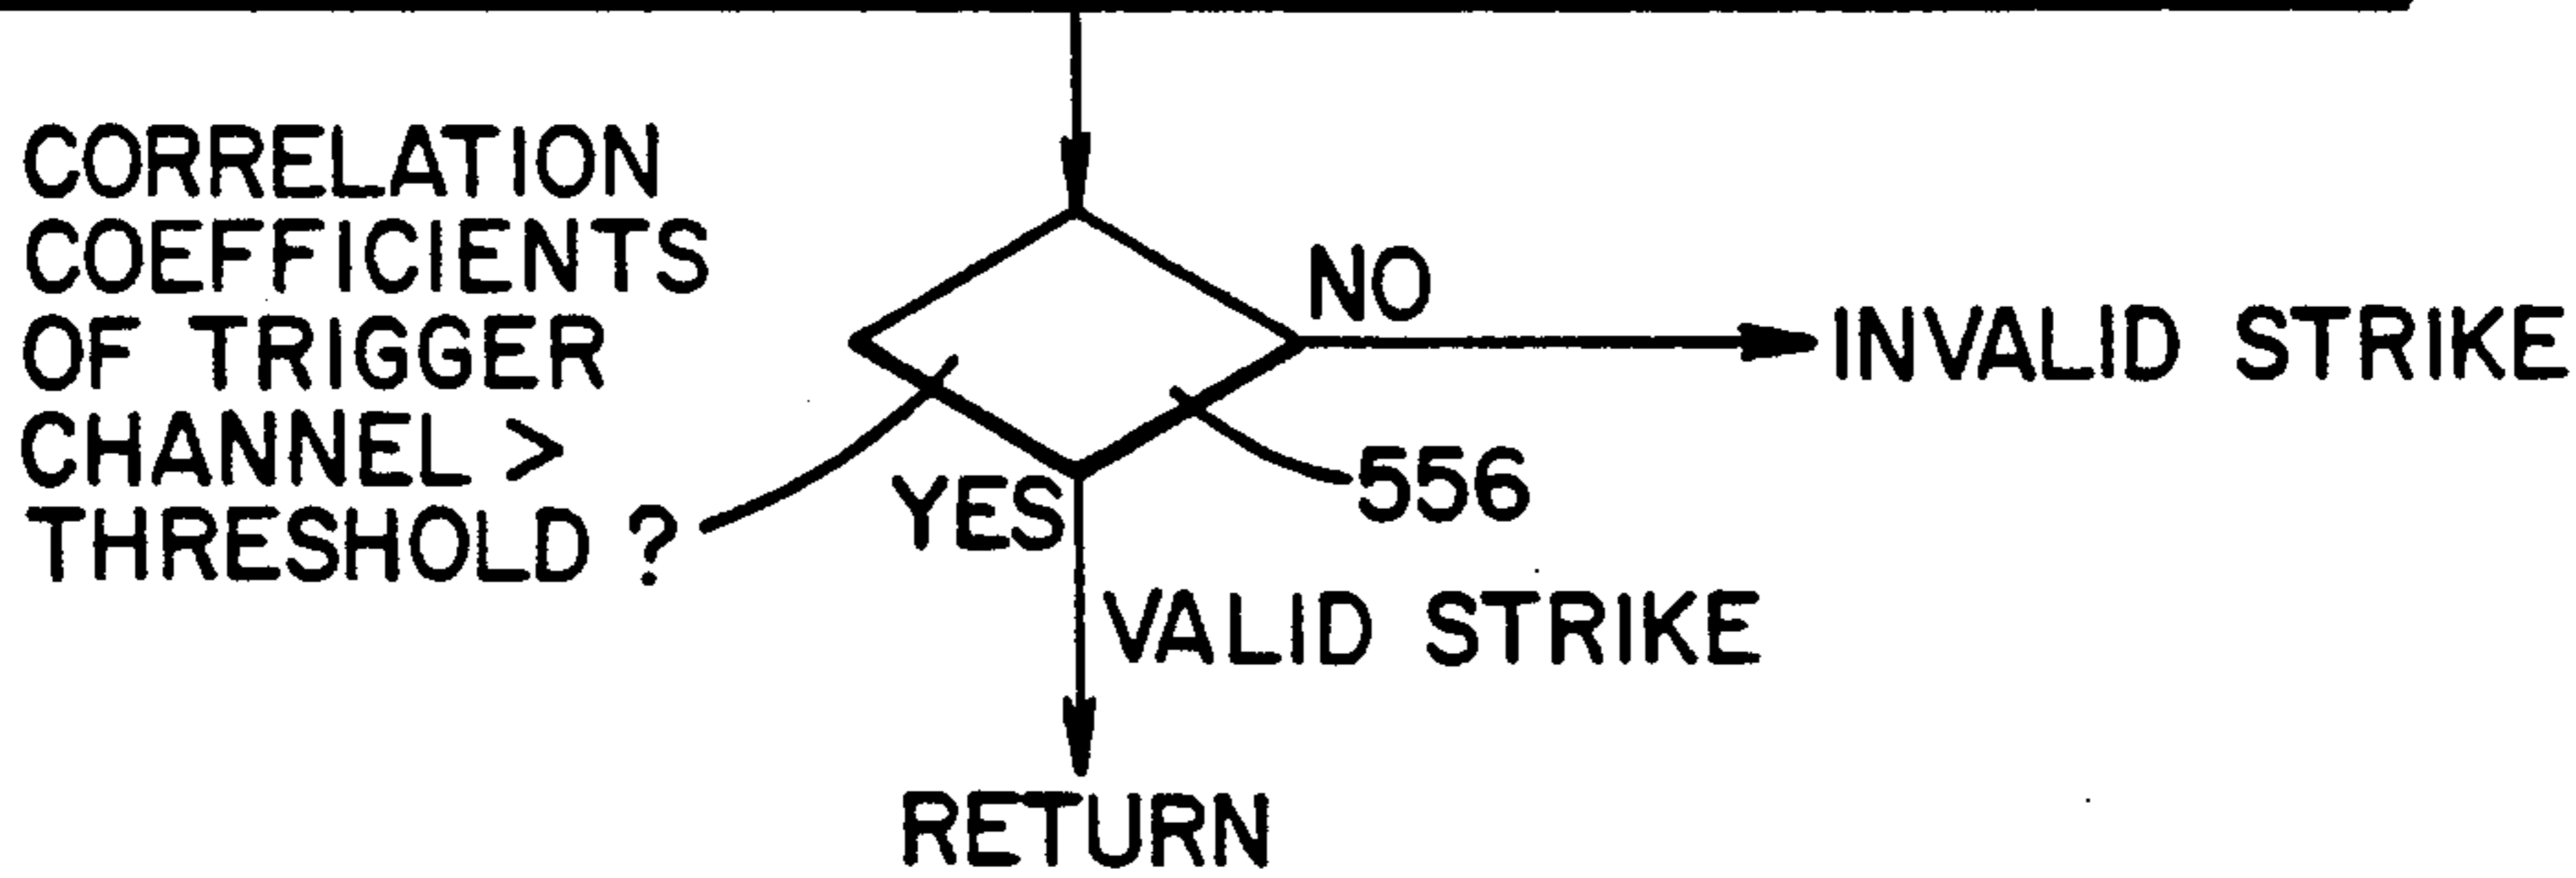 CORRELATION
COEFFICIENTS
OF TRIGGER
CHANNEL >
THRESHOLD ?
NO
INVALID STRIKE
YES
556
VALID STRIKE
RETURN